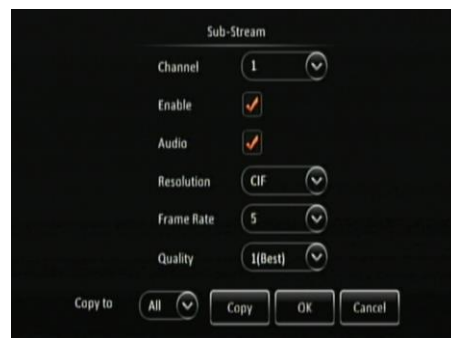 Sub-Stream
Channel 1
Enable
Audio
Resolution CIF
Frame Rate 5
Quality 1(Best)
Copy to All Copy OK Cancel